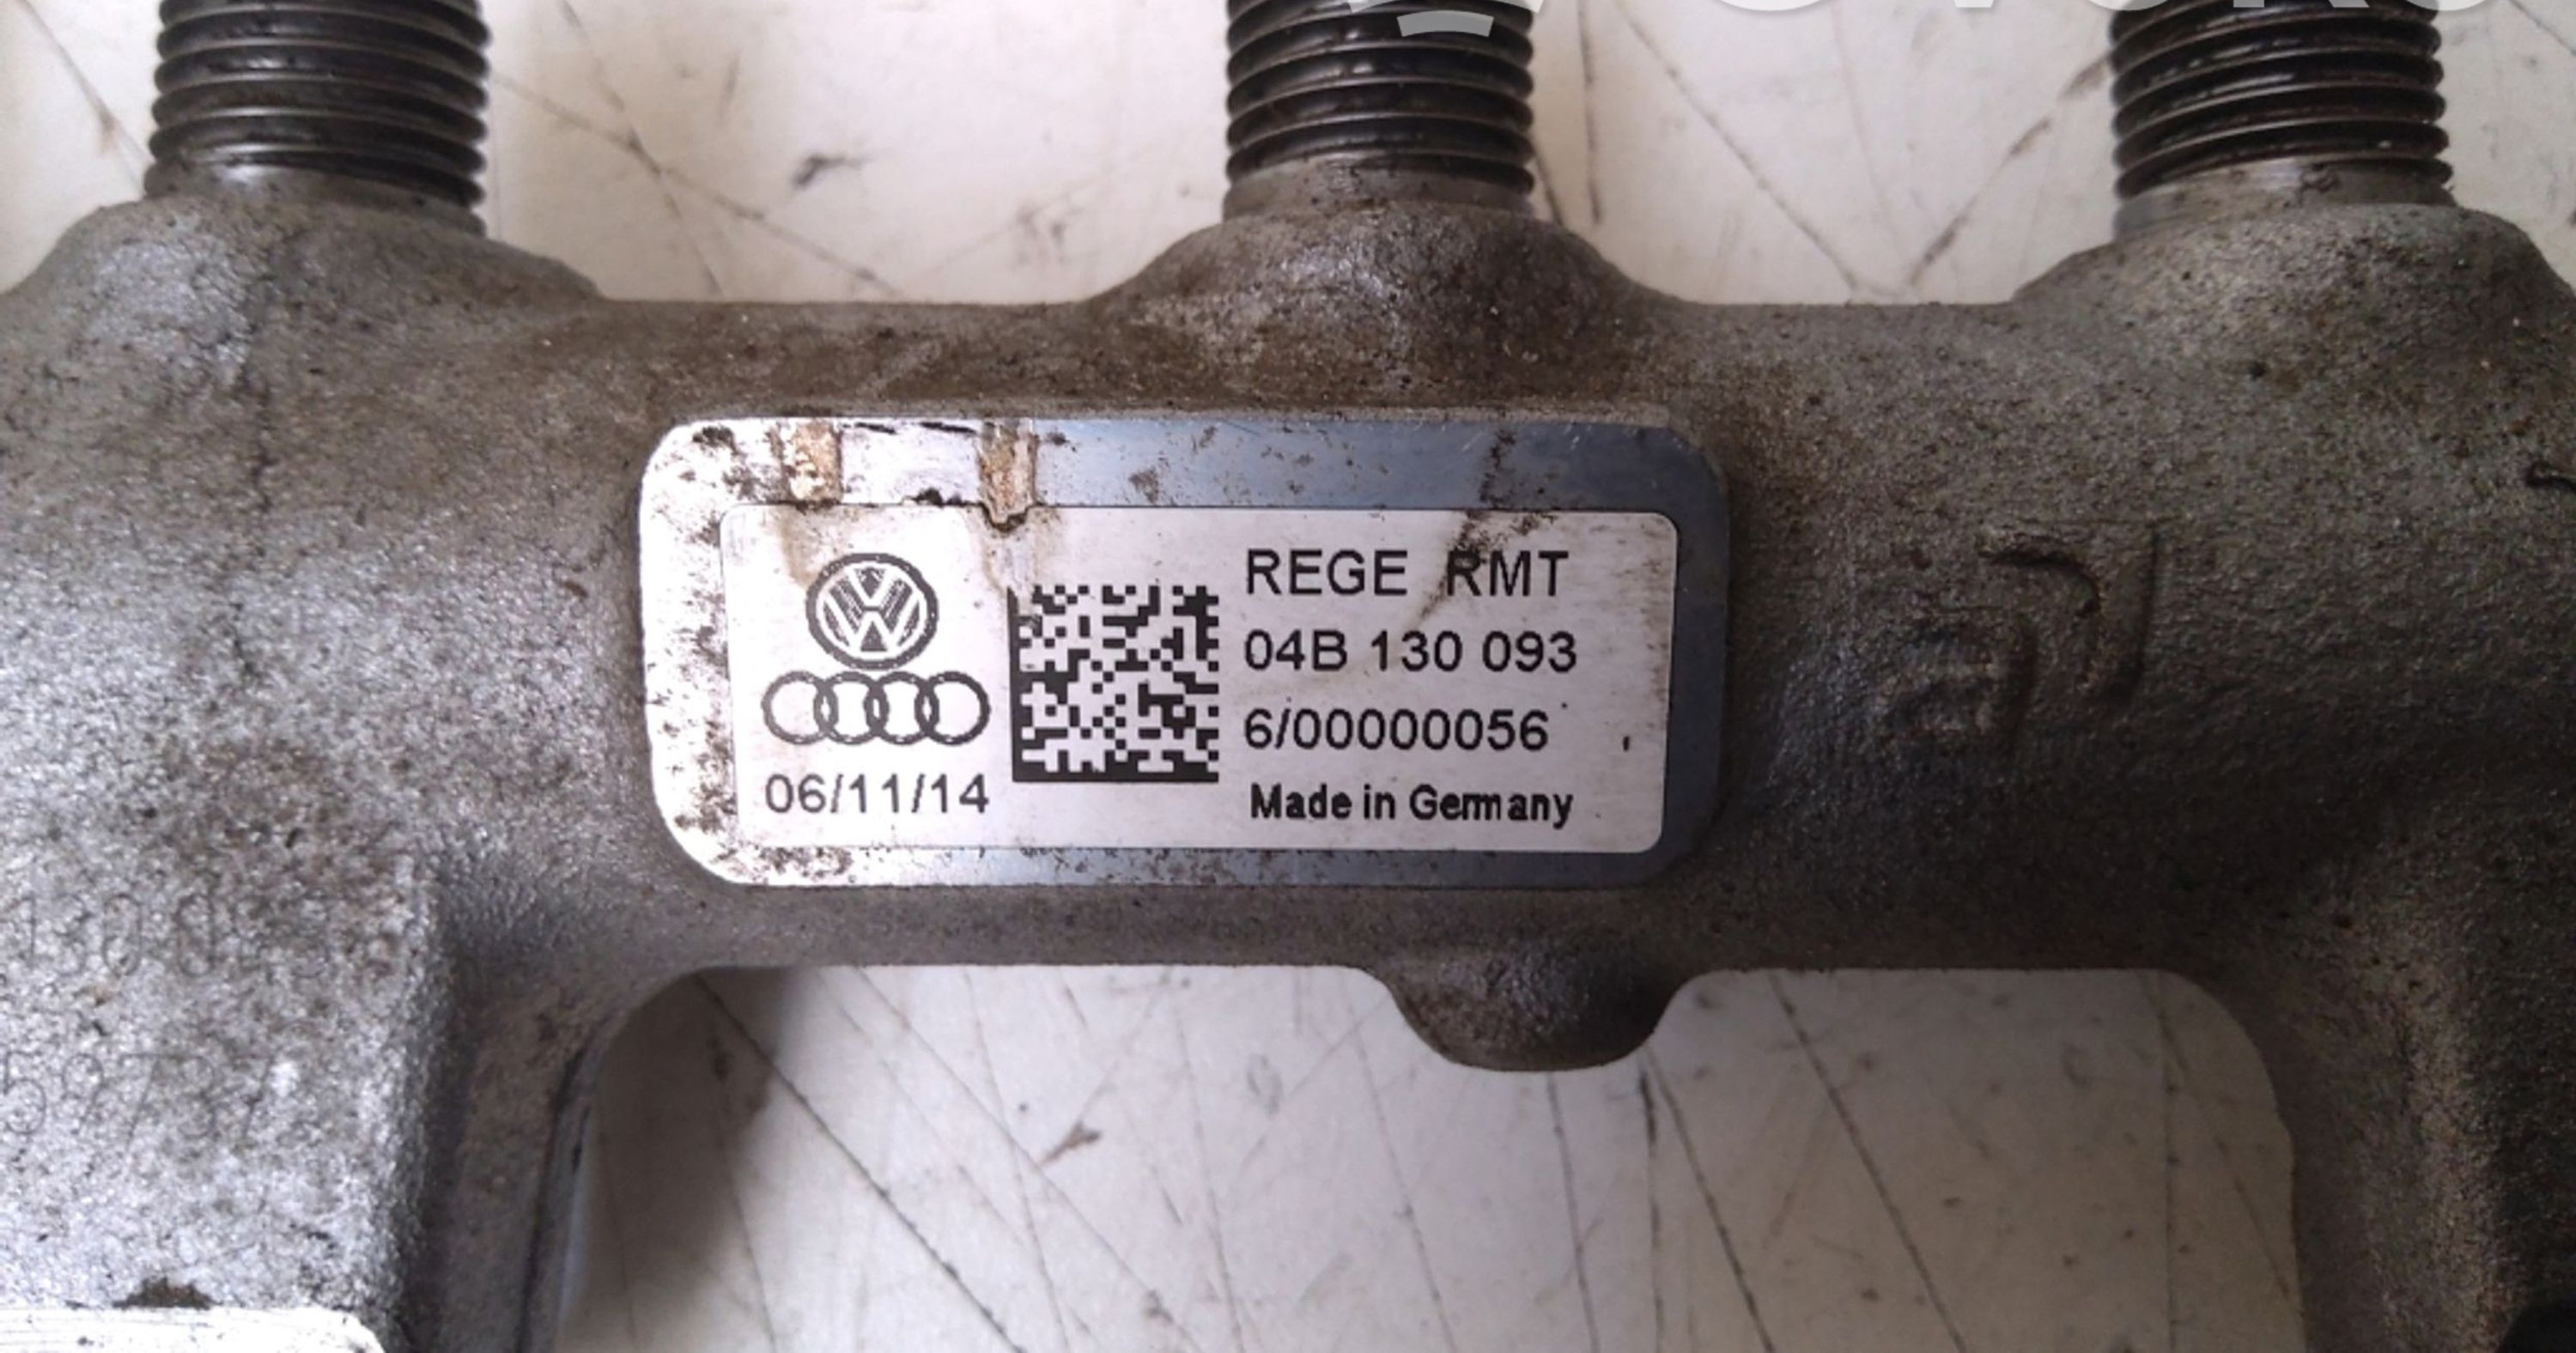 REGE RMT
04B 130 093
6/00000056
06/11/14
Made in Germany